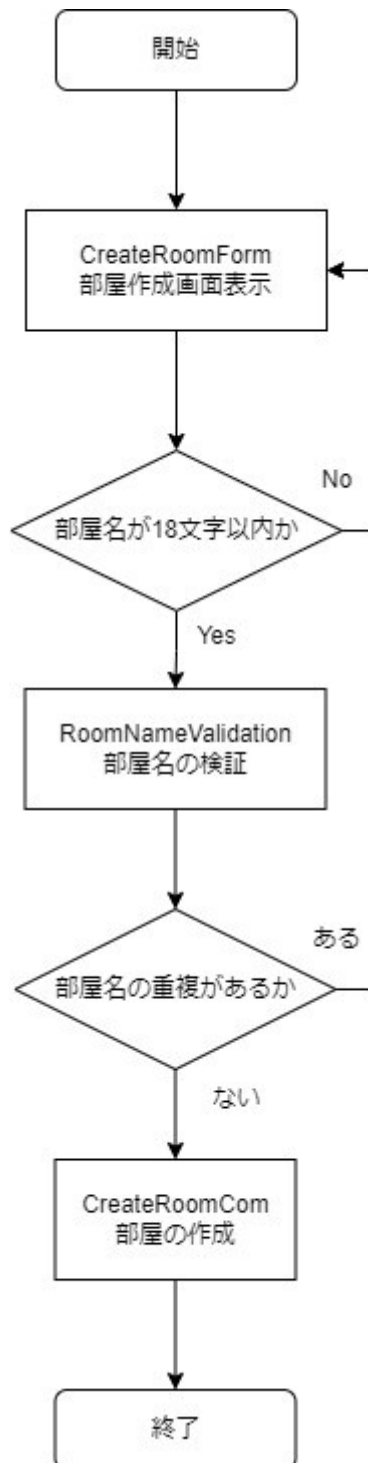 開始
CreateRoomForm
部屋作成画面表示
No
部屋名が18文字以内か
Yes
RoomNameValidation
部屋名の検証
ある
部屋名の重複があるか
ない
CreateRoomCom
部屋の作成
終了